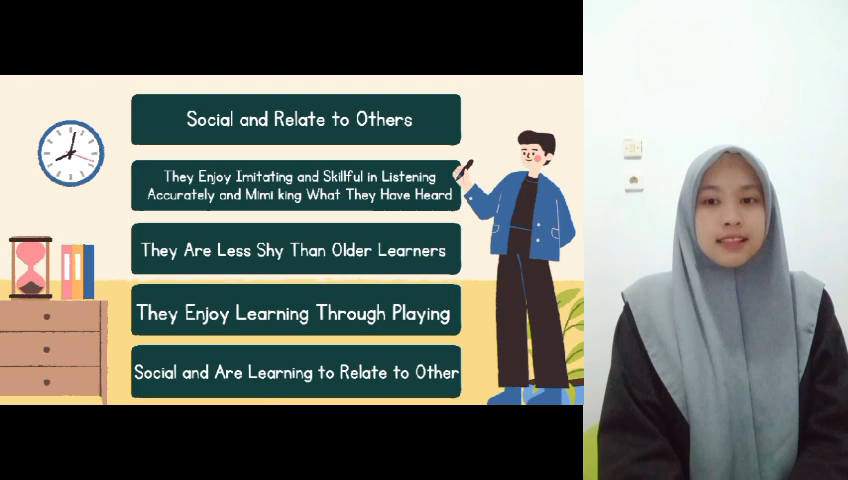 Social and Relate to Others
They Enjoy Imitating and Skillful in Listening
Accurately and Mimi king What They Have Heard
They Are Less Shy Than Older Learners
They Enjoy Learning Through Playing
Social and Are Learning to Relate to Other